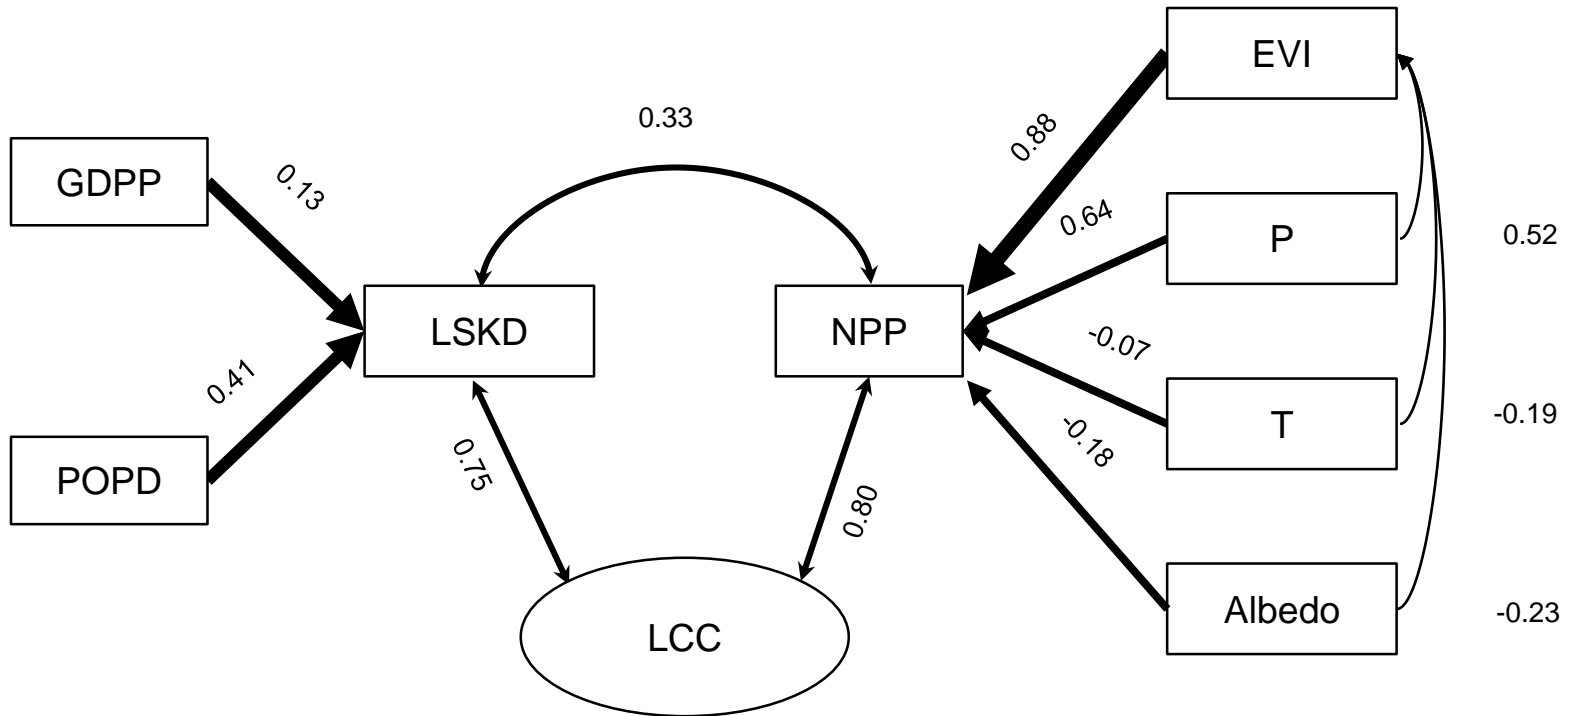 EVI
0.33
0.88
GDPP
0.13
0.64
P
0.52
LSKD
NPP
-0.07
0.41
T
-0.19
-0.18
POPD
0.75
0.80
LCC
Albedo
-0.23